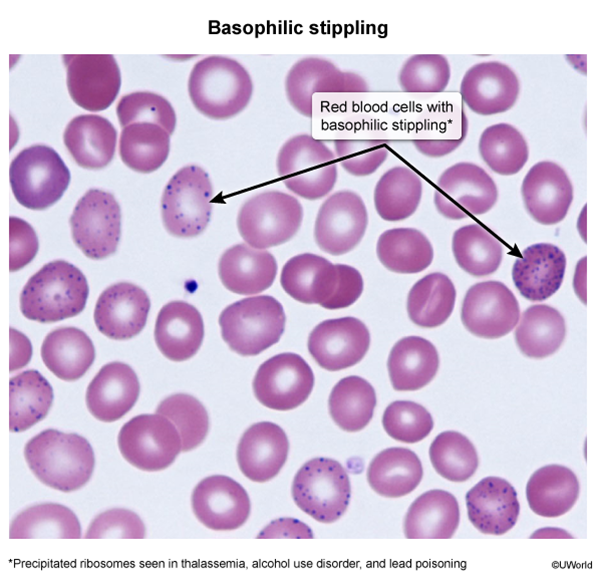 Basophilic stippling
Red blood cells with
basophilic stippling*
*Precipitated ribosomes seen in thalassemia, alcohol use disorder, and lead poisoning
©UWorld